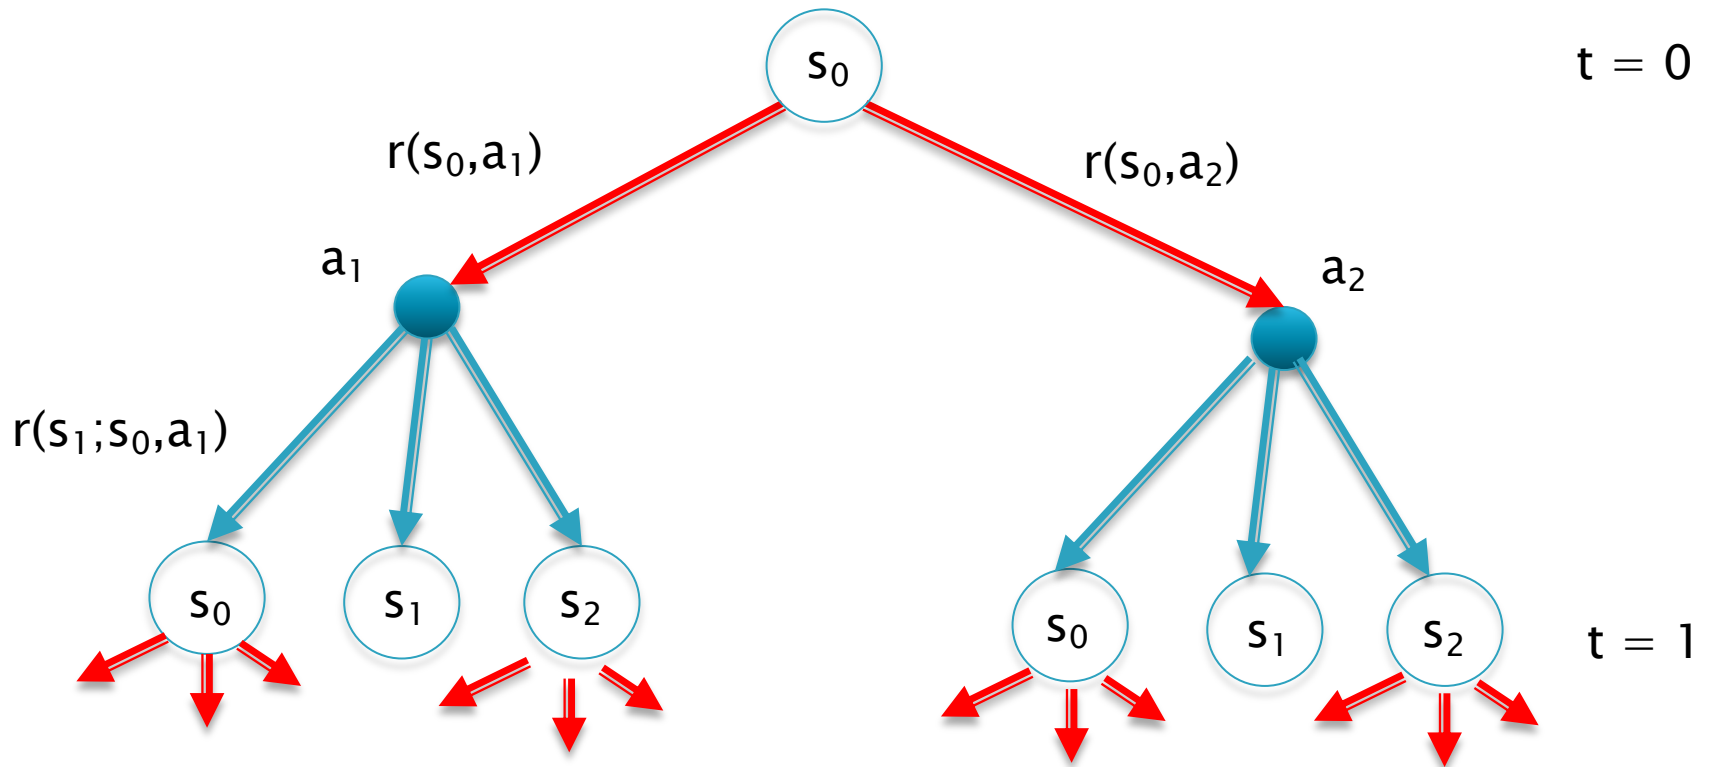 s₀
t = 0
r(s₀,a₁)
r(s₀,a₂)
a₁
a₂
r(s₁;s₀,a₁)
s₀
s₁
s₂
s₀
s₁
s₂
t = 1